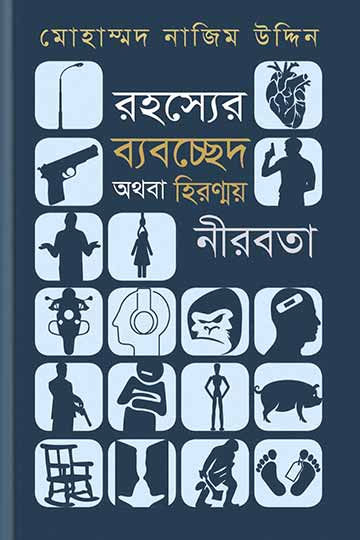 মোহাম্মদ নাজিম উদ্দিন
রহস্যের
ব্যবচ্ছেদ
অথবা হিরণ্ময়
নীরবতা